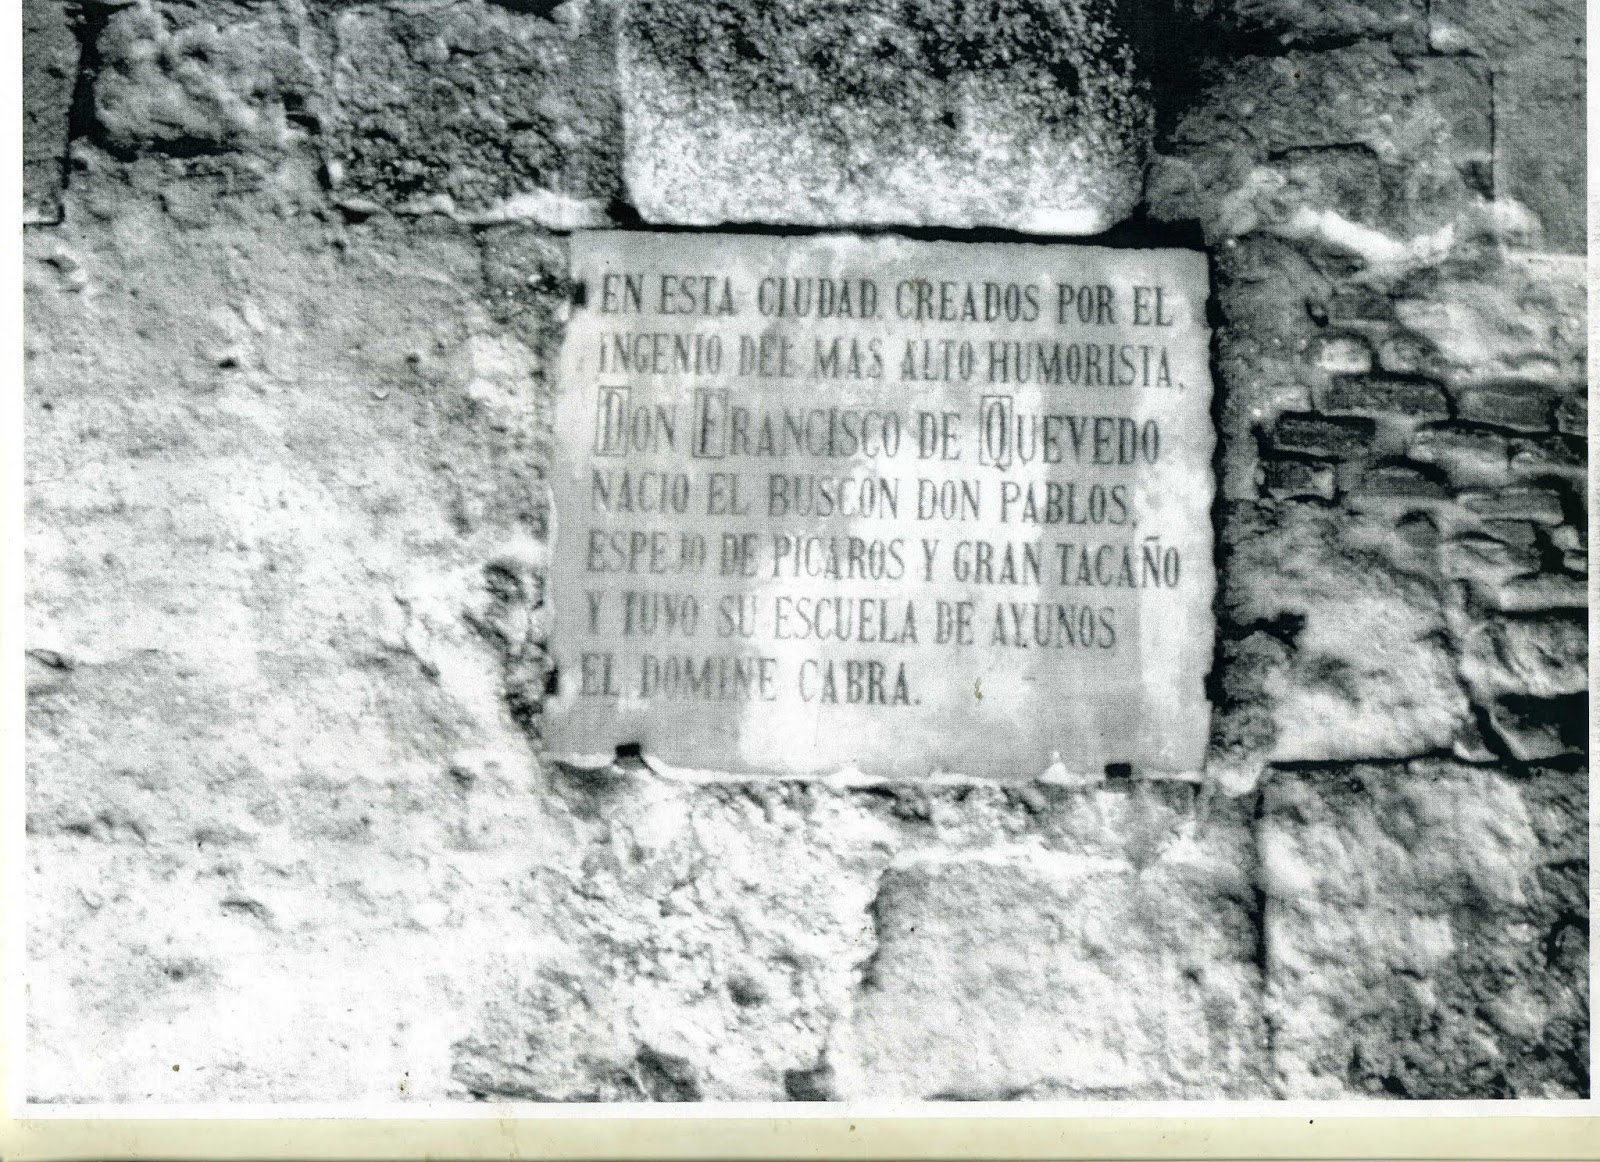 EN ESTA CIUDAD, CREADOS POR EL
INGENIO DEL MAS ALTO HUMORISTA,
DON FRANCISCO DE QUEVEDO
NACIO EL BUSCON DON PABLOS,
ESPEJO DE PICAROS Y GRAN TACAÑO
Y TUVO SU ESCUELA DE AYUNOS
EL DOMINE CABRA.